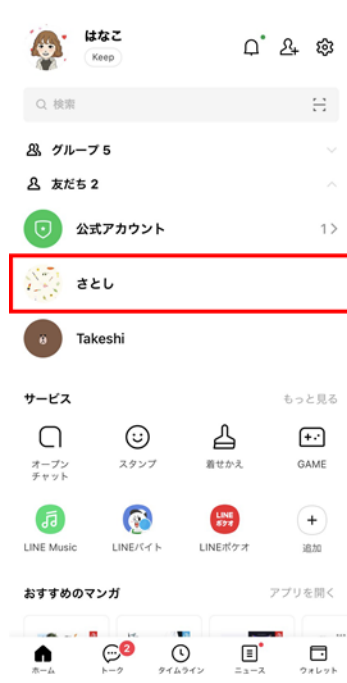 はなこ
Keep
検索
グループ 5
友だち 2
公式アカウント 1
さとし
Takeshi
サービス もっと見る
オープン
チャット
スタンプ
着せかえ
GAME
LINE Music
LINEバイト
LINE
ポケオ
LINEポケオ
追加
おすすめのマンガ アプリを開く
ホーム
2
トーク
タイムライン
ニュース
ウォレット